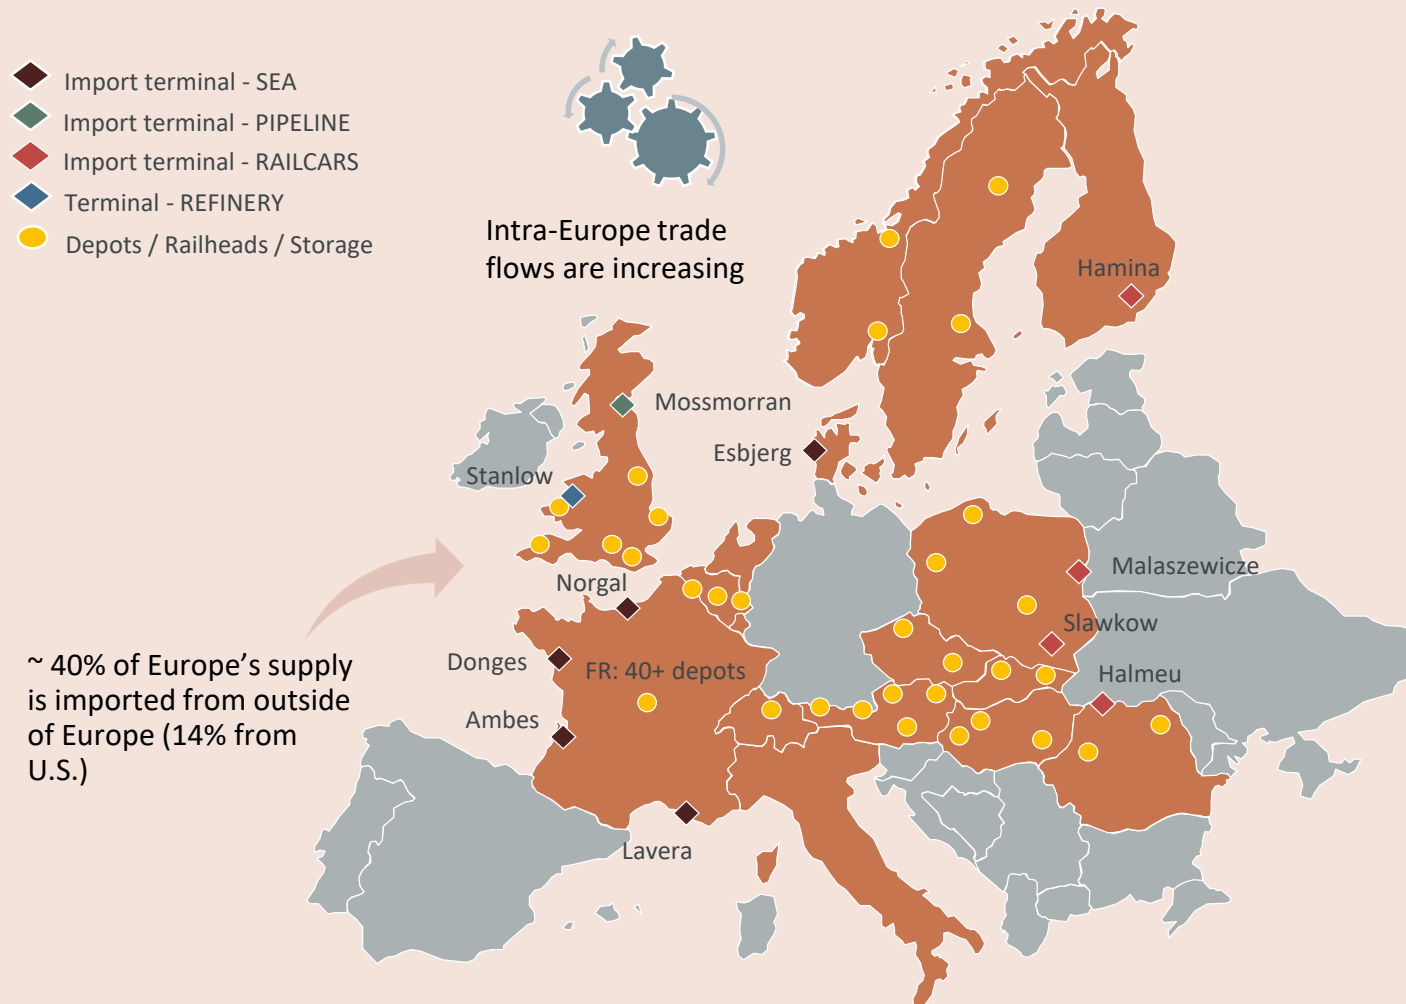 Import terminal - SEA
Import terminal - PIPELINE
Import terminal - RAILCARS
Terminal - REFINERY
Depots / Railheads / Storage
Intra-Europe trade
flows are increasing
Hamina
Mossmorran
Esbjerg
Stanlow
Malaszewicze
Norgal
Slawkow
~ 40% of Europe's supply
is imported from outside
of Europe (14% from
U.S.)
Donges
FR: 40+ depots
Halmeu
Ambes
Lavera